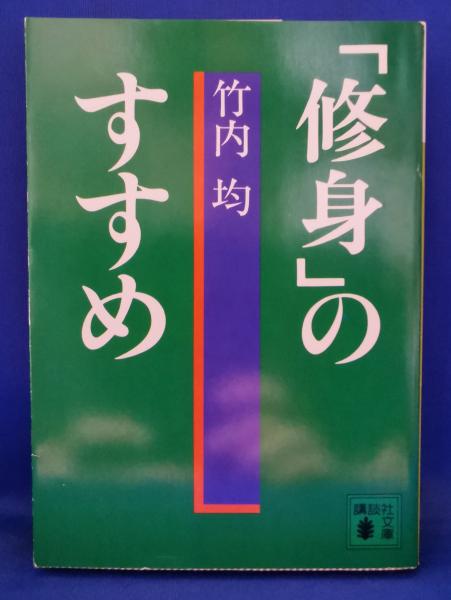 「修身」の
すすめ
竹内 均
講談社
文庫